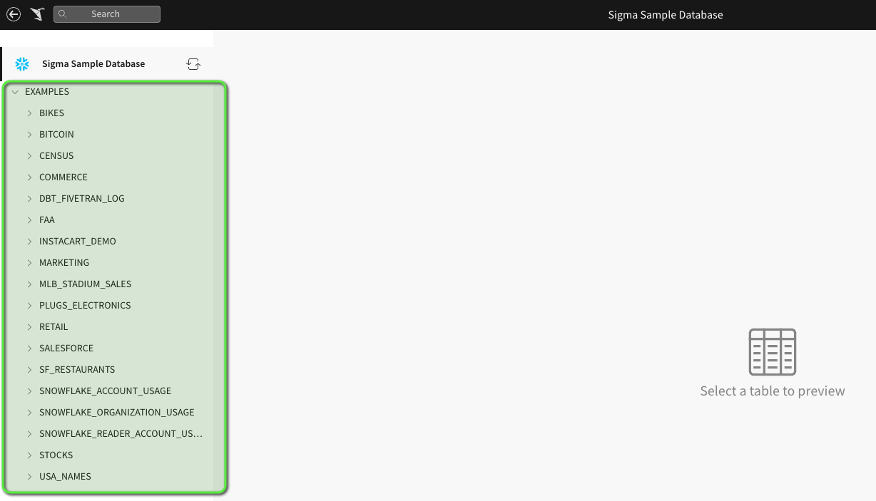 Search
Sigma Sample Database
Sigma Sample Database
EXAMPLES
BIKES
BITCOIN
CENSUS
COMMERCE
DBT_FIVETRAN_LOG
FAA
INSTACART_DEMO
MARKETING
MLB_STADIUM_SALES
PLUGS_ELECTRONICS
RETAIL
SALESFORCE
SF_RESTAURANTS
SNOWFLAKE_ACCOUNT_USAGE
SNOWFLAKE_ORGANIZATION_USAGE
SNOWFLAKE_READER_ACCOUNT_US...
STOCKS
USA_NAMES
Select a table to preview